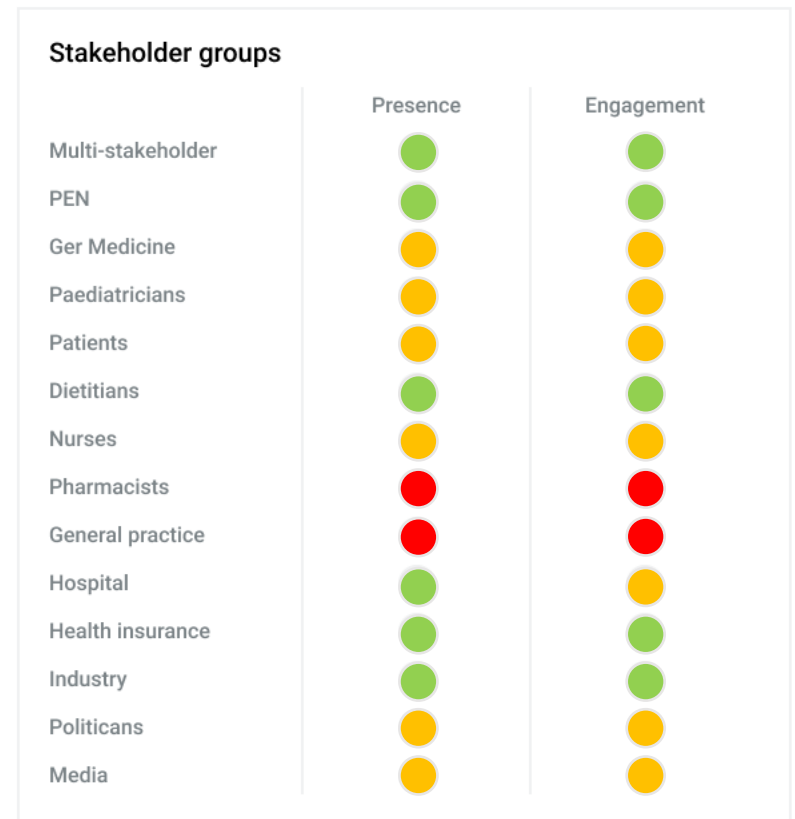 Stakeholder groups
Presence Engagement
Multi-stakeholder
PEN
Ger Medicine
Paediatricians
Patients
Dietitians
Nurses
Pharmacists
General practice
Hospital
Health insurance
Industry
Politicans
Media